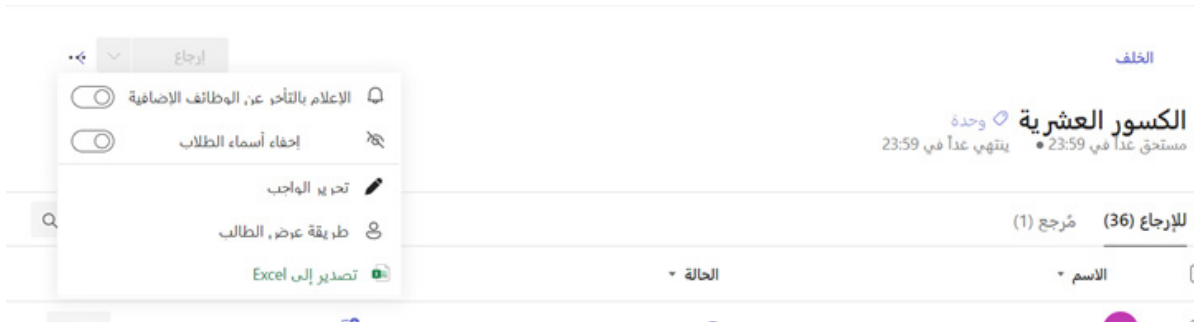 الخلف
إرجاع
الكسور العشرية وحدة
مستحق غداً في 23:59 • ينتهي غداً في 23:59
الإعلام بالتأخر عن الوظائف الإضافية
إخفاء أسماء الطلاب
تحرير الواجب
طريقة عرض الطالب
تصدير إلى Excel
للإرجاع (36) مُرجع (1)
الاسم الحالة